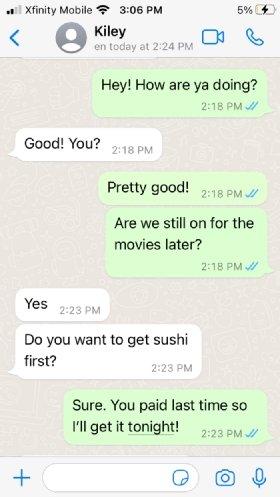 Xfinity Mobile 3:06 PM 5%
Kiley
en today at 2:24 PM
Hey! How are ya doing?
2:18 PM
Good! You? 2:18 PM
Pretty good! 2:18 PM
Are we still on for the
movies later?
2:18 PM
Yes 2:23 PM
Do you want to get sushi
first?
2:23 PM
Sure. You paid last time so
I'll get it tonight! 2:23 PM